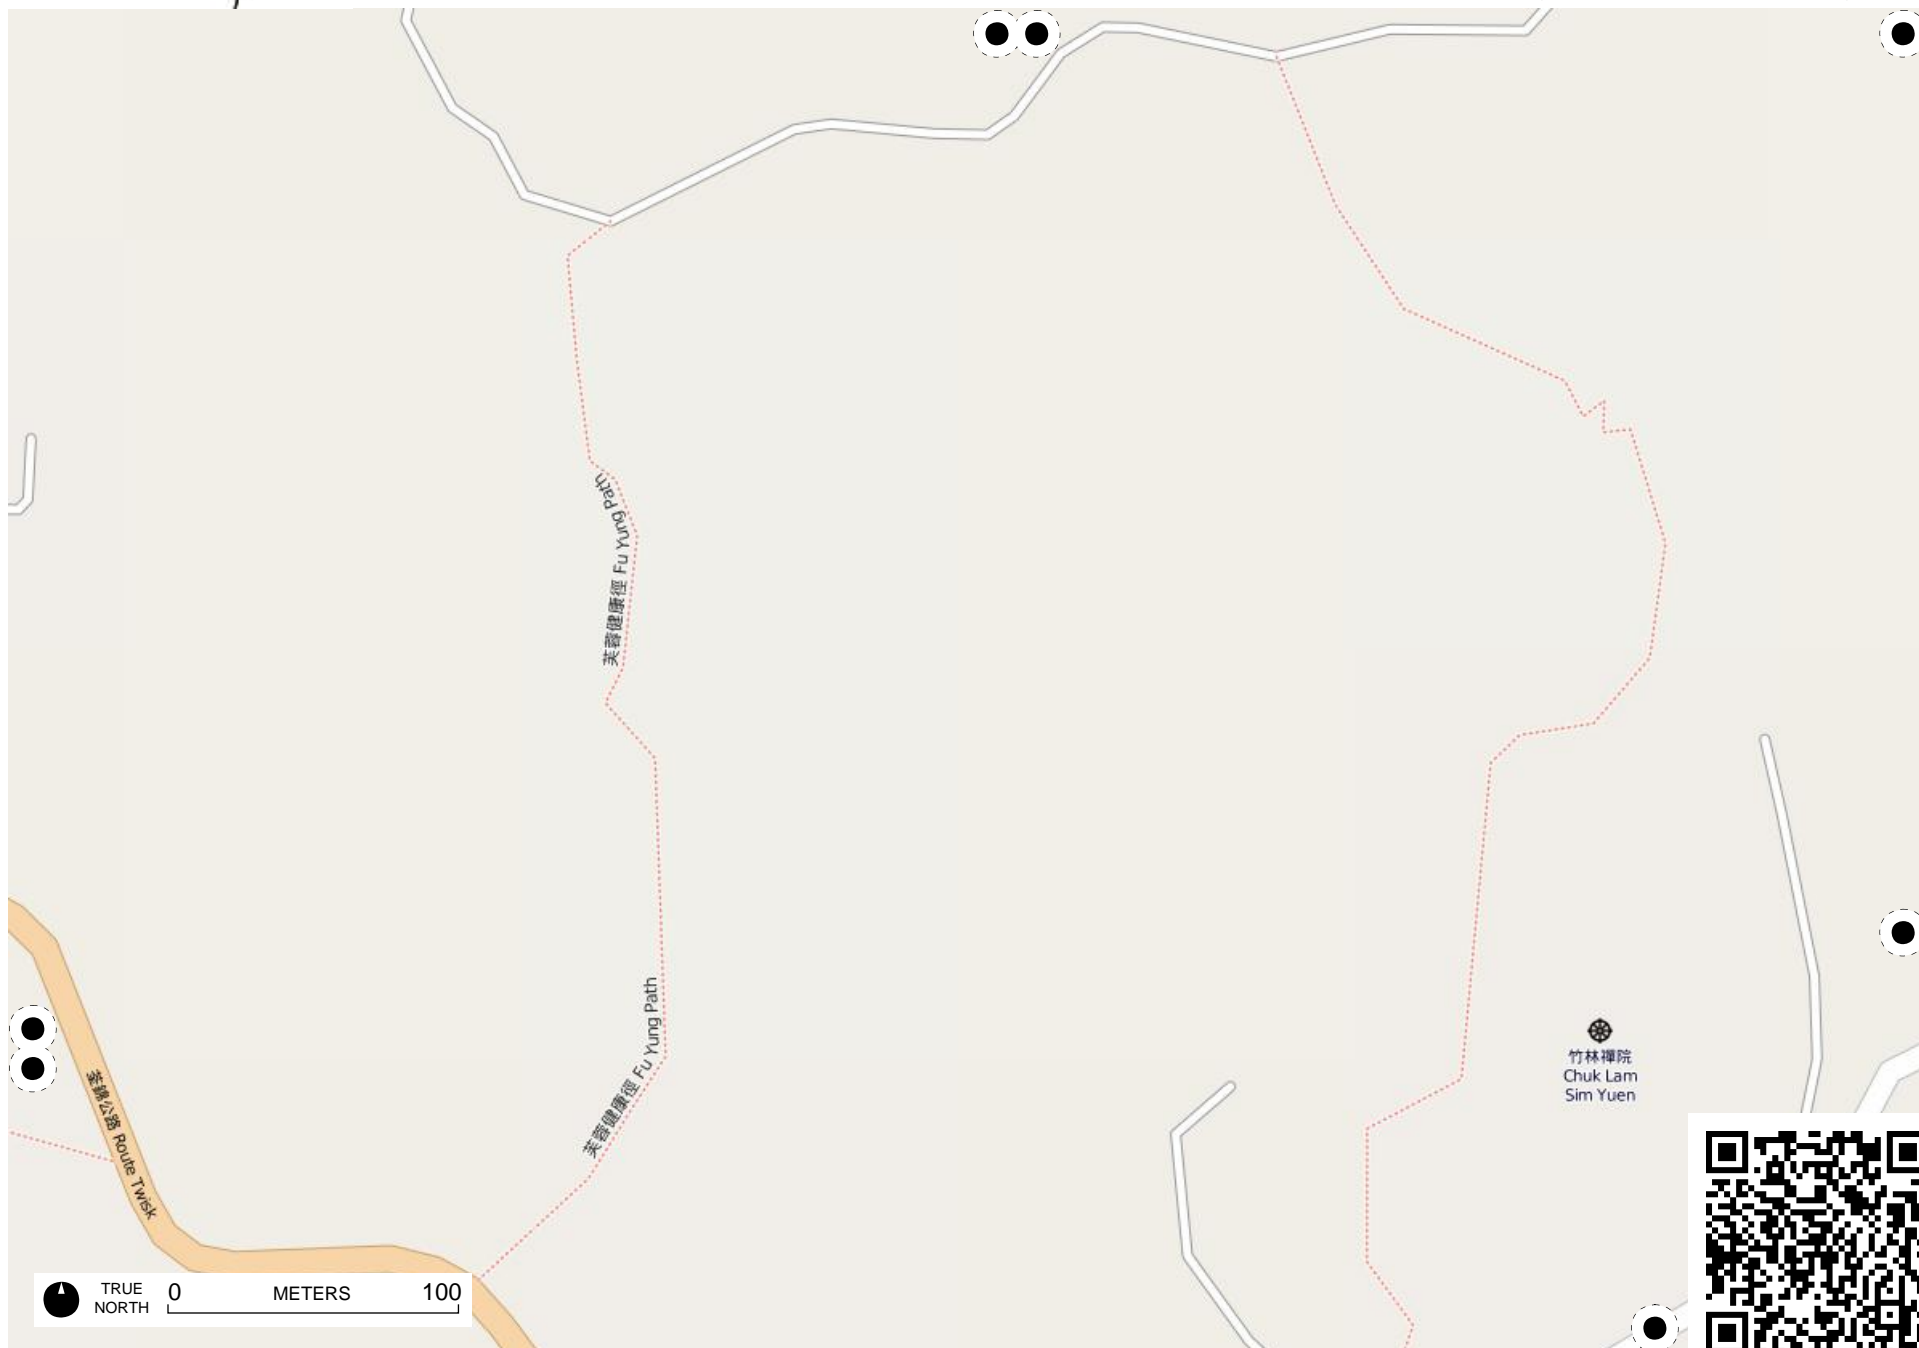 芙蓉健康徑 Fu Yung Path
芙蓉健康徑 Fu Yung Path
荃錦公路 Route Twisk
竹林禪院
Chuk Lam
Sim Yuen
TRUE
NORTH
0 METERS 100